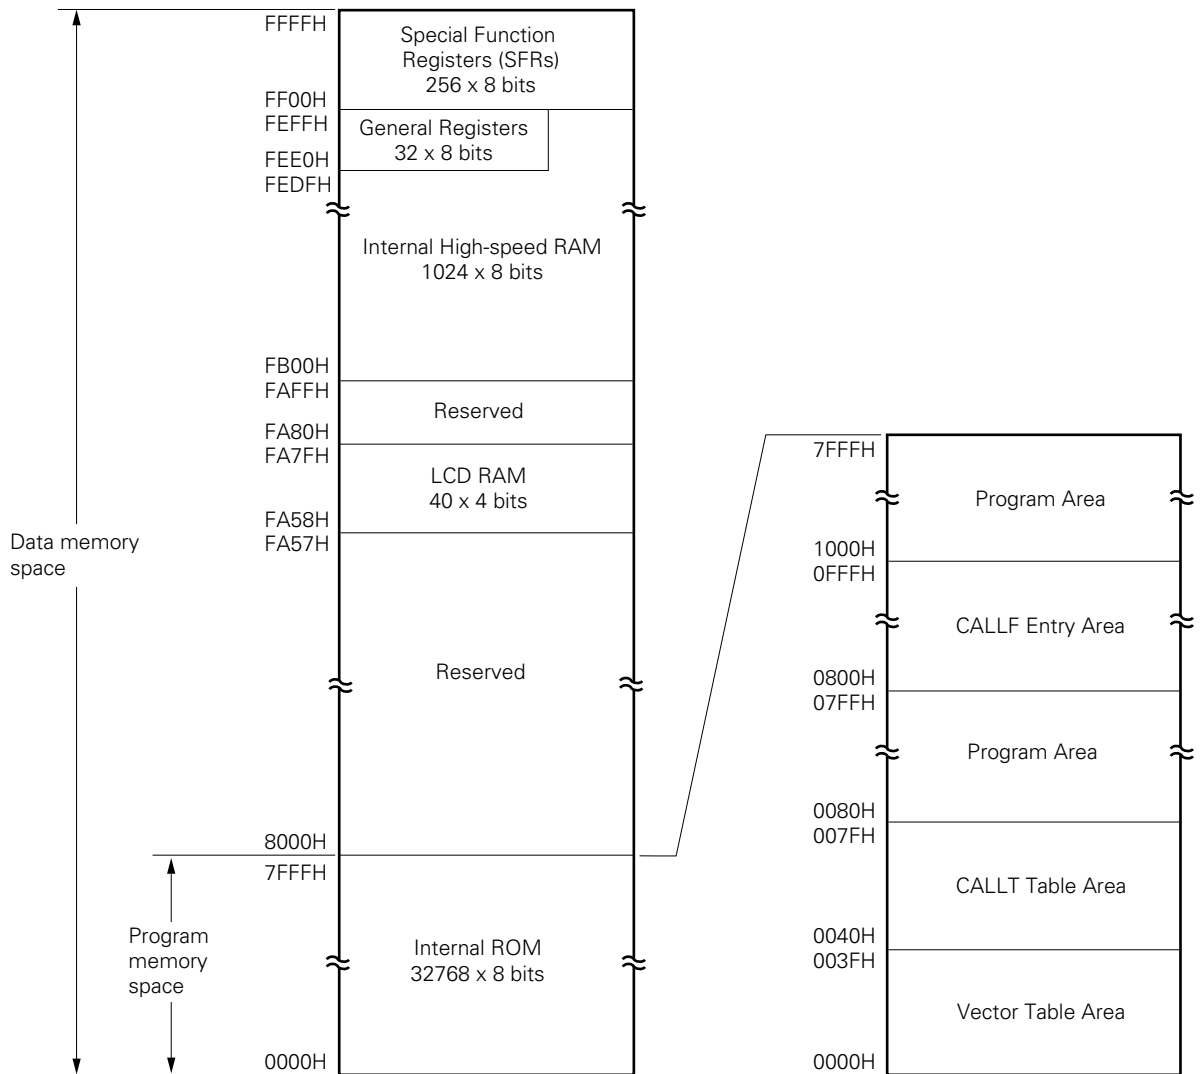 FFFFH
Special Function
Registers (SFRs)
256 x 8 bits
FF00H
FEFFH
General Registers
32 x 8 bits
FEE0H
FEDFH
Internal High-speed RAM
1024 x 8 bits
FB00H
FAFFH
Reserved
FA80H
FA7FH
LCD RAM
40 x 4 bits
FA58H
FA57H
Data memory
space
Reserved
8000H
7FFFH
Program
memory
space
Internal ROM
32768 x 8 bits
0000H
7FFFH
Program Area
1000H
0FFFH
CALLF Entry Area
0800H
07FFH
Program Area
0080H
007FH
CALLT Table Area
0040H
003FH
Vector Table Area
0000H